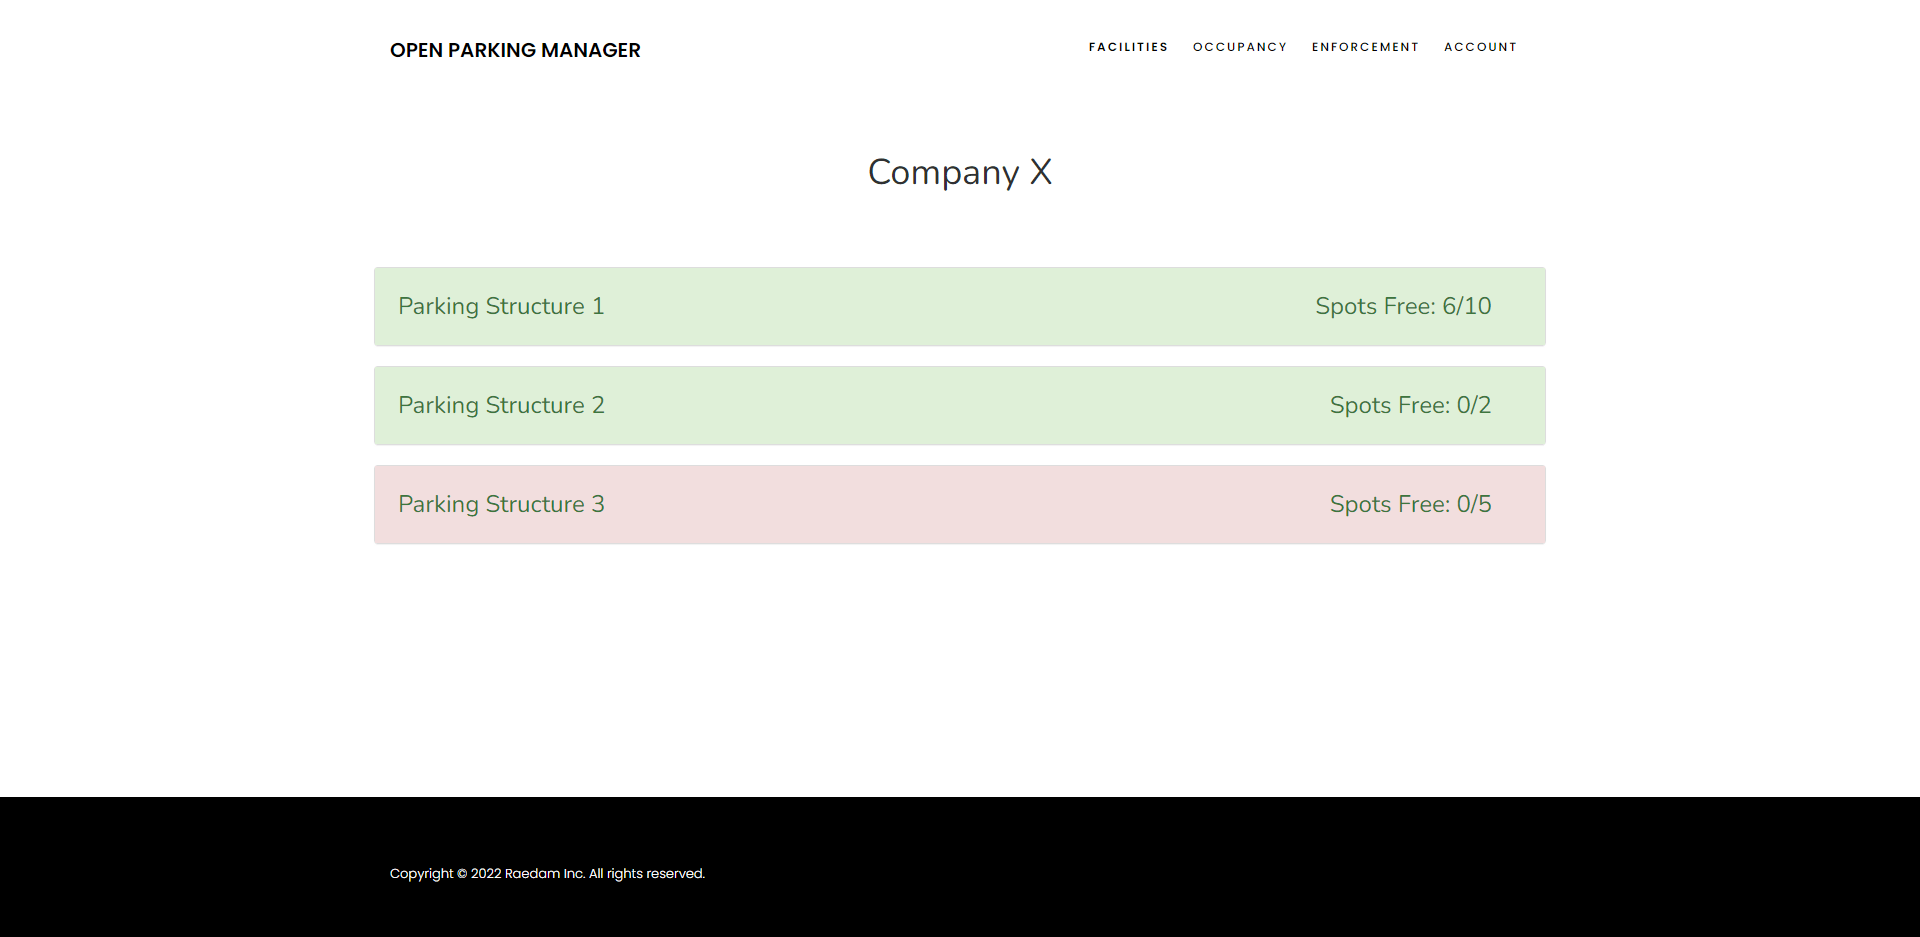 OPEN PARKING MANAGER
FACILITIES OCCUPANCY ENFORCEMENT ACCOUNT
Company X
Parking Structure 1 Spots Free: 6/10
Parking Structure 2 Spots Free: 0/2
Parking Structure 3 Spots Free: 0/5
Copyright © 2022 Raedam Inc. All rights reserved.